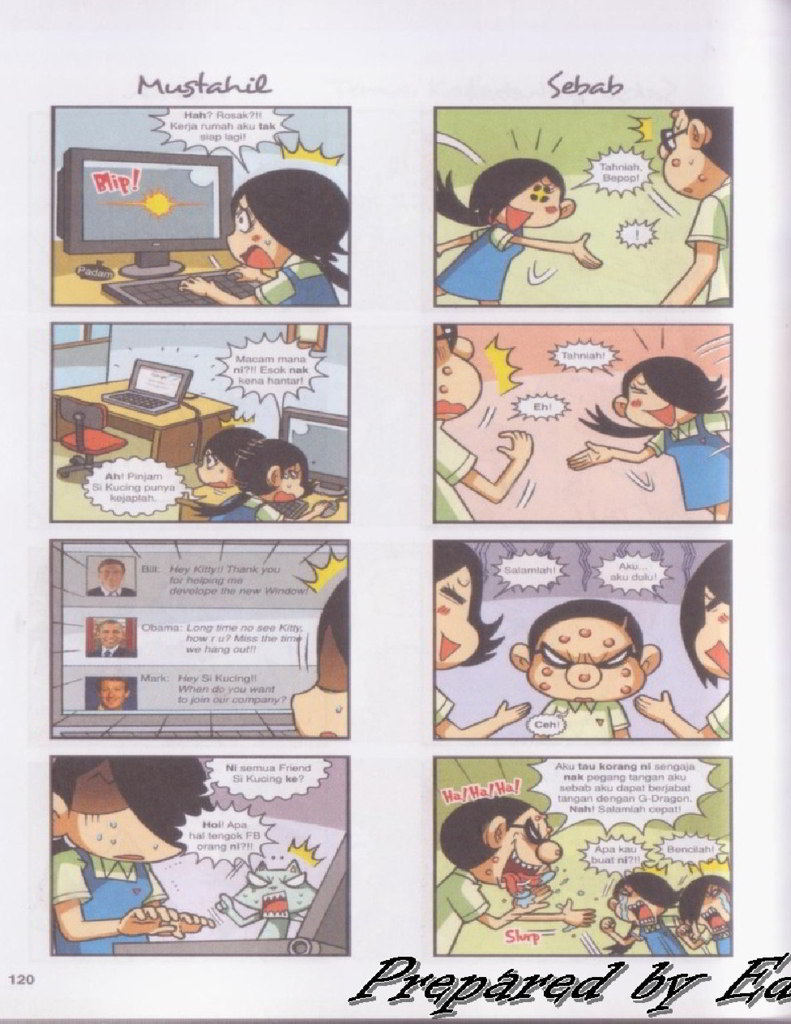 Mustahil
Hah? Rosak?!!
Kerja rumah aku tak
siap lagi!
Blip!
Padam
Macam mana
ni?!! Esok nak
kena hantar!
Ah! Pinjam
Si Kucing punya
kejaplah.
Bill: Hey Kitty!! Thank you
for helping me
develope the new Window!
Obama: Long time no see Kitty,
how r u? Miss the time
we hang out!!
Mark: Hey Si Kucing!!
When do you want
to join our company?
Ni semua Friend
Si Kucing ke?
Hoi! Apa
hal tengok FB
orang ni?!!
Sebab
Tahniah,
Bepop!
!
Tahniah!
Eh!
Salamlah!
Aku...
aku dulu!
Ceh!
Ha! Ha! Ha!
Aku tau korang ni sengaja
nak pegang tangan aku
sebab aku dapat berjabat
tangan dengan G-Dragon.
Nah! Salamlah cepat!
Apa kau
buat ni?!!
Bencilah!
Slurp
120
Prepared by Ed